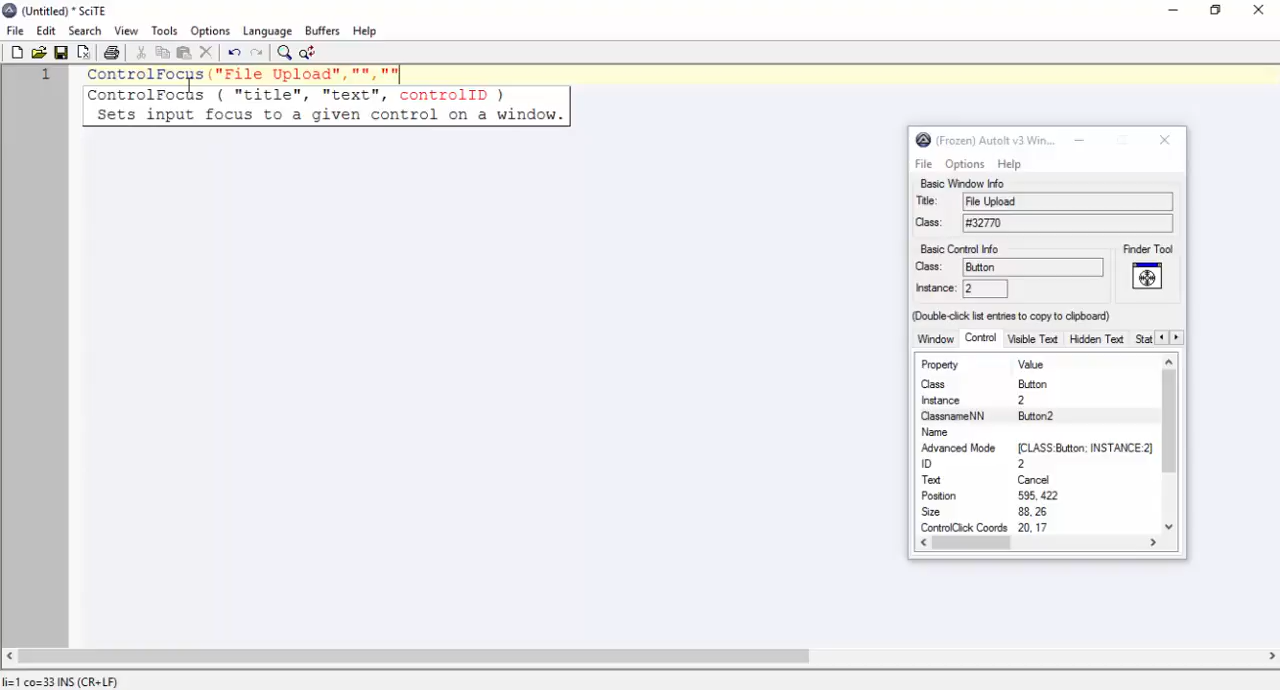 (Untitled) * SciTE
File Edit Search View Tools Options Language Buffers Help
1 ControlFocus("File Upload","",""
ControlFocus ( "title", "text", controlID )
Sets input focus to a given control on a window.
(Frozen) AutoIt v3 Win...
File Options Help
Basic Window Info
Title: File Upload
Class: #32770
Basic Control Info
Finder Tool
Class: Button
Instance: 2
(Double-click list entries to copy to clipboard)
Window Control Visible Text Hidden Text Stat
Property Value
Class Button
Instance 2
ClassnameNN Button2
Name
Advanced Mode [CLASS:Button; INSTANCE:2]
ID 2
Text Cancel
Position 595, 422
Size 88, 26
ControlClick Coords 20, 17
li=1 co=33 INS (CR+LF)